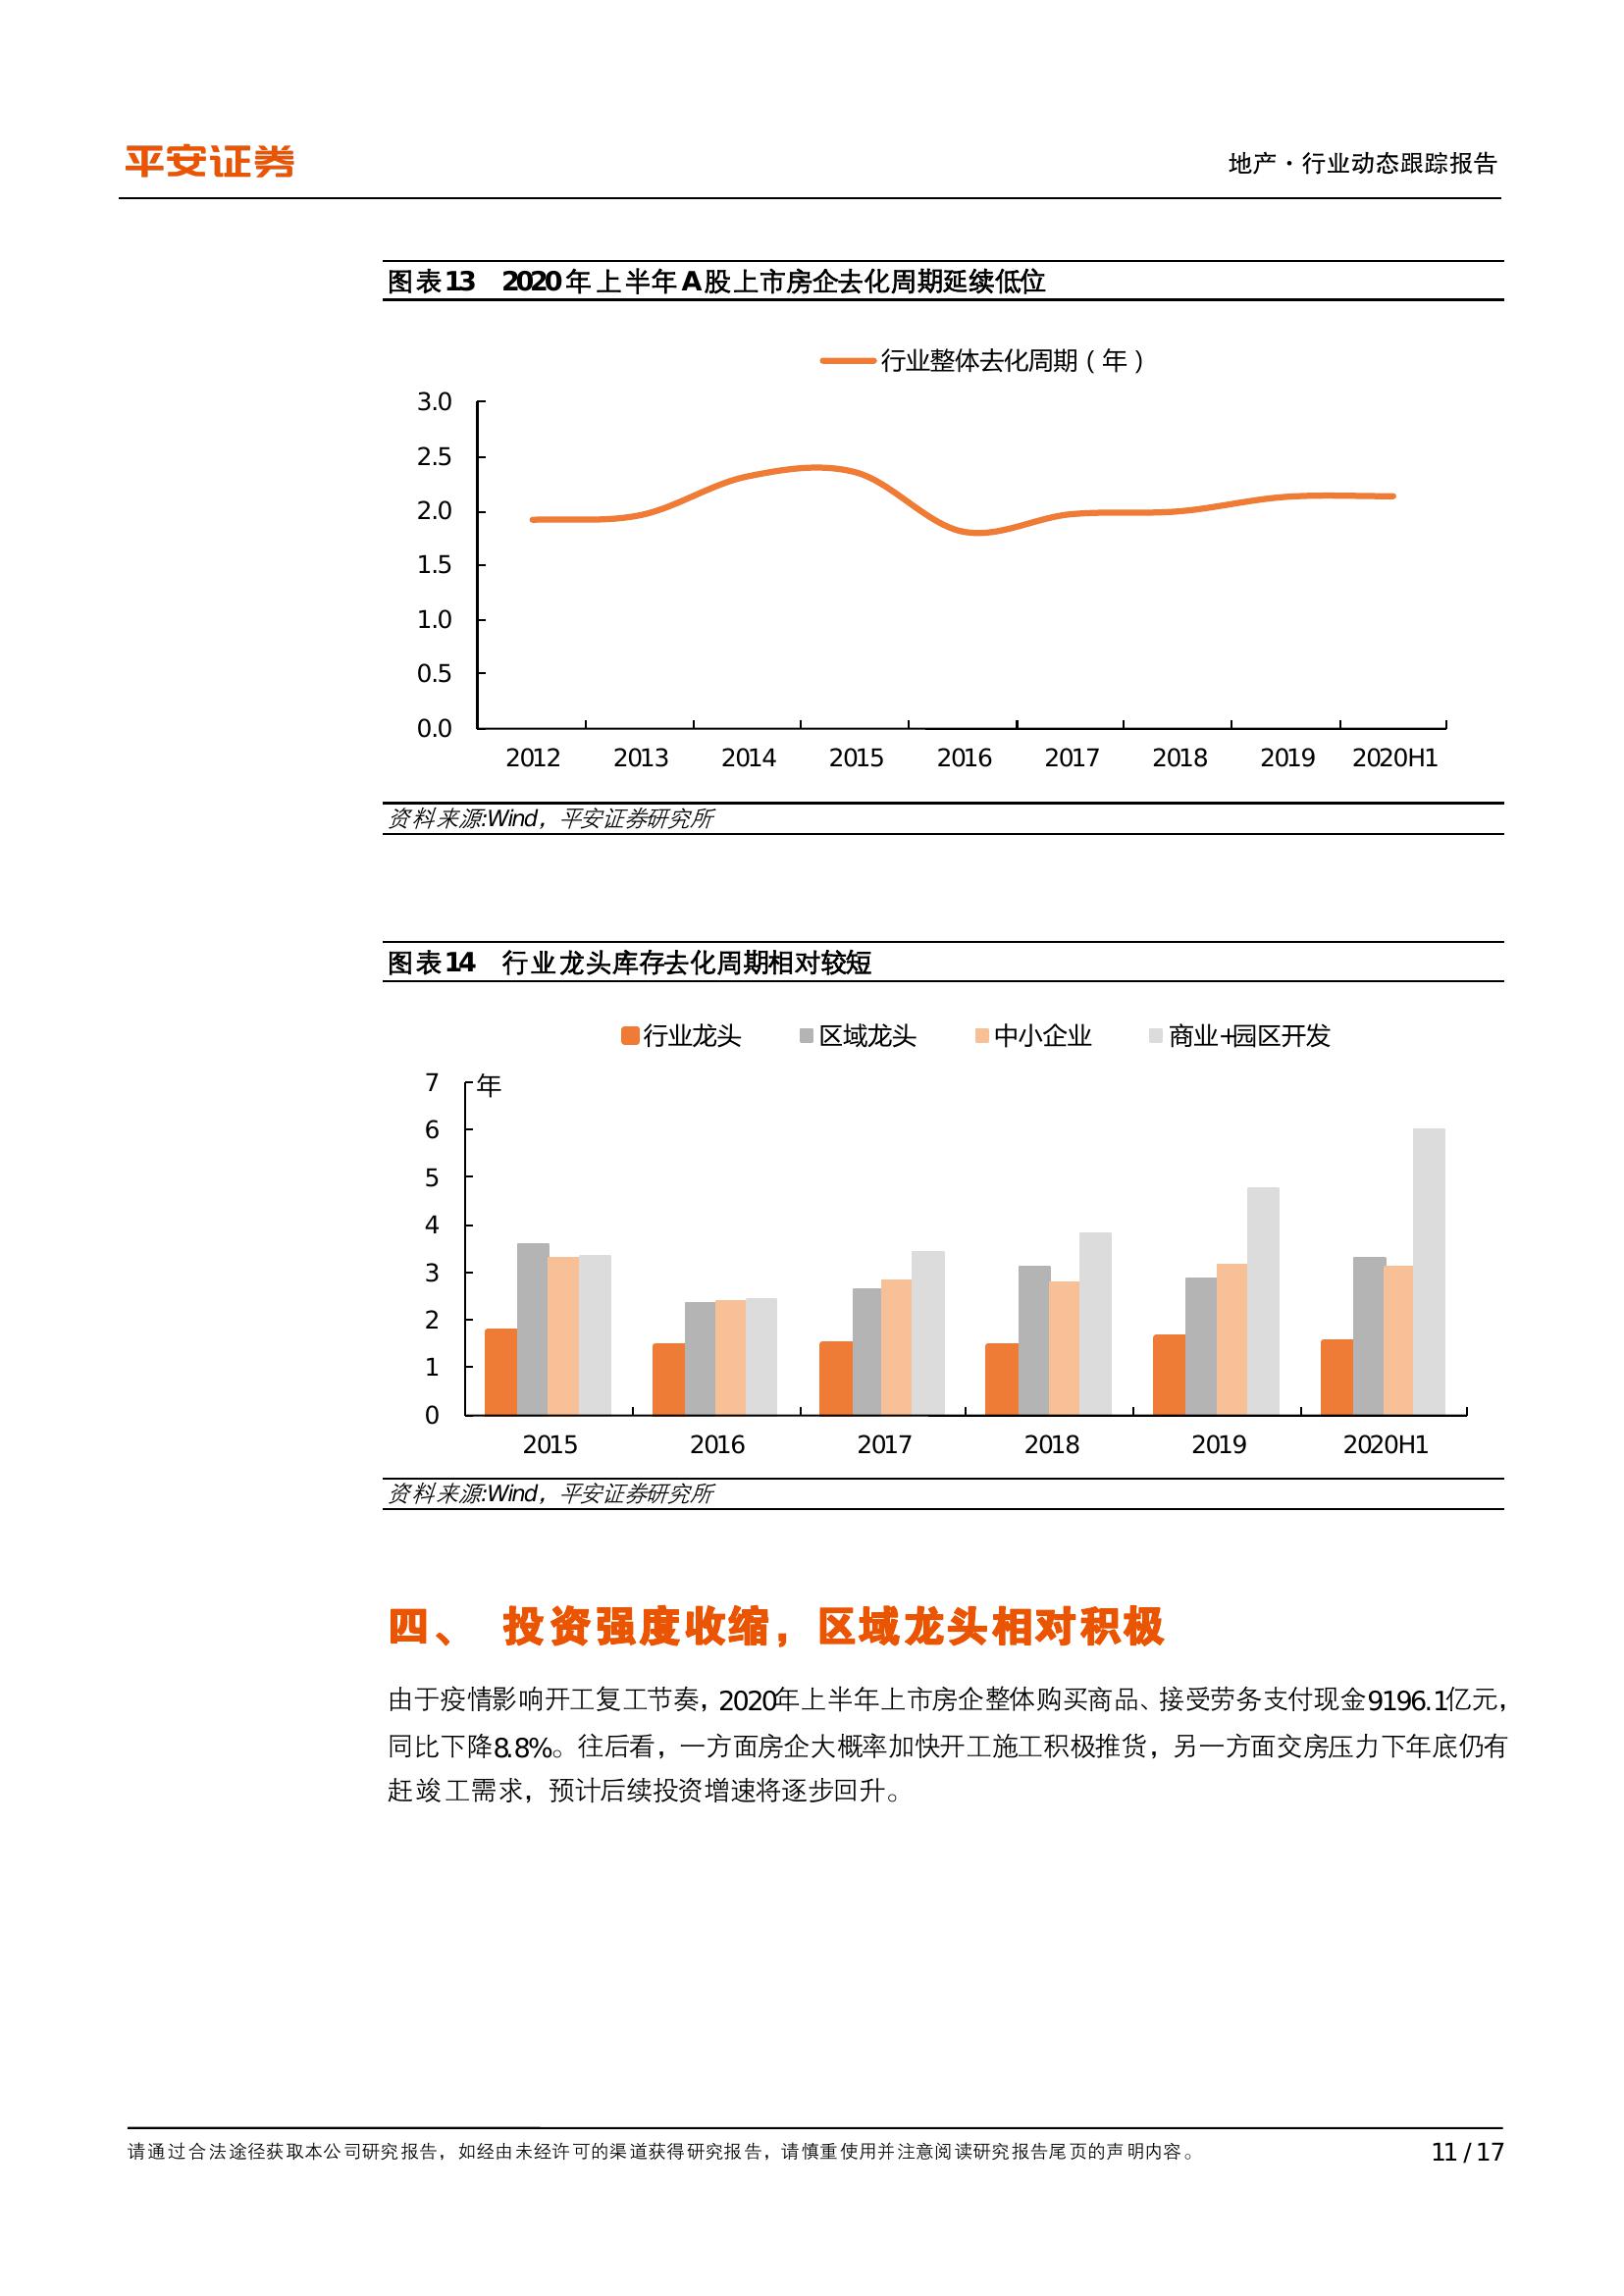 平安证券
地产·行业动态跟踪报告
图表13 2020年上半年A股上市房企去化周期延续低位
行业整体去化周期（年）
3.0
2.5
2.0
1.5
1.0
0.5
0.0
2012 2013 2014 2015 2016 2017 2018 2019 2020H1
资料来源:Wind，平安证券研究所
图表14 行业龙头库存去化周期相对较短
行业龙头 区域龙头 中小企业 商业+园区开发
年
7
6
5
4
3
2
1
0
2015 2016 2017 2018 2019 2020H1
资料来源:Wind，平安证券研究所
四、 投资强度收缩，区域龙头相对积极
由于疫情影响开工复工节奏，2020年上半年上市房企整体购买商品、接受劳务支付现金9196.1亿元，
同比下降8.8%。往后看，一方面房企大概率加快开工施工积极推货，另一方面交房压力下年底仍有
赶竣工需求，预计后续投资增速将逐步回升。
请通过合法途径获取本公司研究报告，如经由未经许可的渠道获得研究报告，请慎重使用并注意阅读研究报告尾页的声明内容。
11 / 17